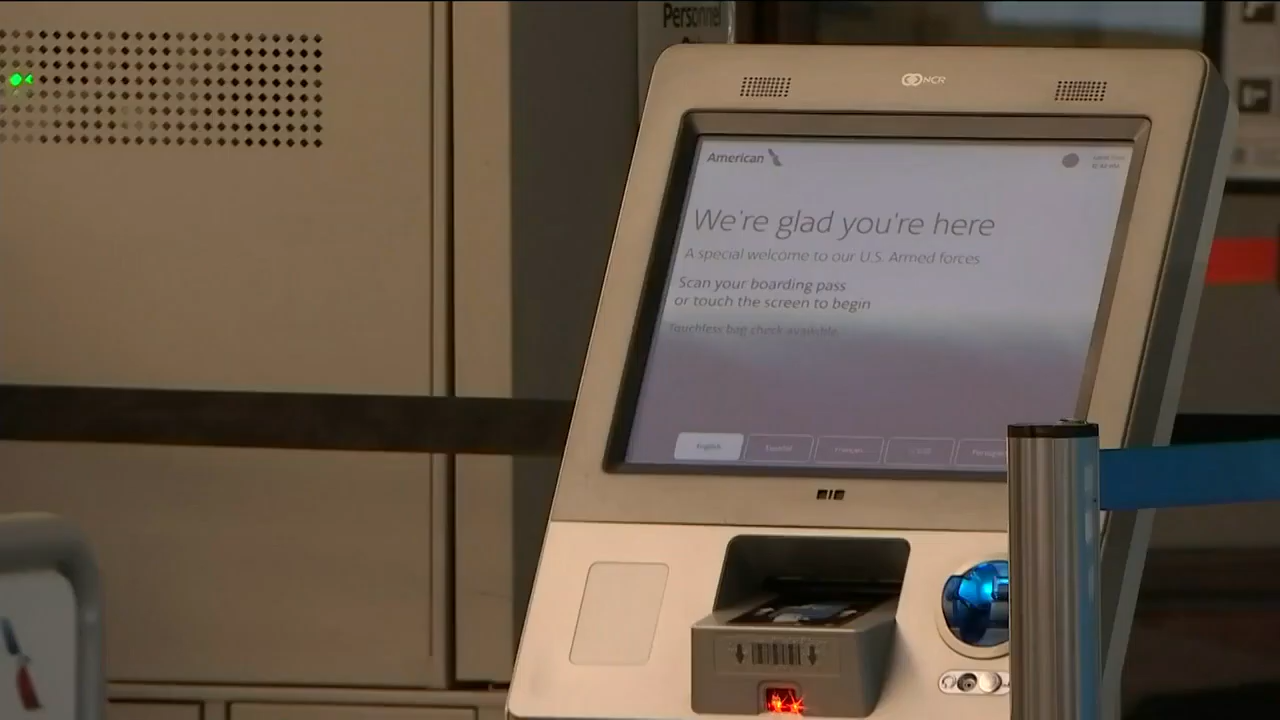 Personnel
NCR
American
We're glad you're here
A special welcome to our U.S. Armed forces
Scan your boarding pass
or touch the screen to begin
Touchless bag check available
English
Español
Français